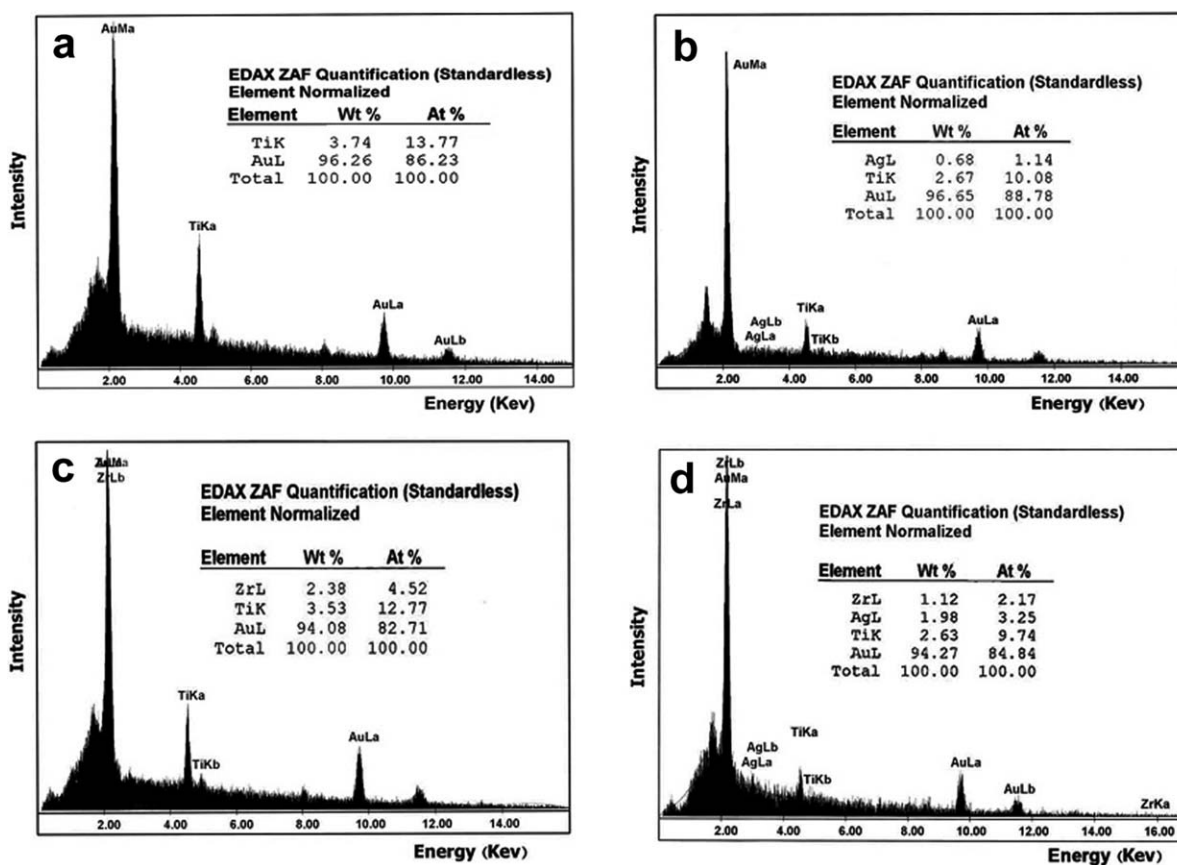 a
AuMa
EDAX ZAF Quantification (Standardless)
Element Normalized
Element Wt % At %
TiK 3.74 13.77
AuL 96.26 86.23
Total 100.00 100.00
TiKa
AuLa
AuLb
Intensity
2.00 4.00 6.00 8.00 10.00 12.00 14.00
Energy (Kev)
b
AuMa
EDAX ZAF Quantification (Standardless)
Element Normalized
Element Wt % At %
AgL 0.68 1.14
TiK 2.67 10.08
AuL 96.65 88.78
Total 100.00 100.00
AgLb
AgLa
TiKa
TiKb
AuLa
Intensity
2.00 4.00 6.00 8.00 10.00 12.00 14.00
Energy (Kev)
c
ZrLb
EDAX ZAF Quantification (Standardless)
Element Normalized
Element Wt % At %
ZrL 2.38 4.52
TiK 3.53 12.77
AuL 94.08 82.71
Total 100.00 100.00
TiKa
TiKb
AuLa
Intensity
2.00 4.00 6.00 8.00 10.00 12.00 14.00
Energy (Kev)
d
ZrLb
AuMa
ZrLa
EDAX ZAF Quantification (Standardless)
Element Normalized
Element Wt % At %
ZrL 1.12 2.17
AgL 1.98 3.25
TiK 2.63 9.74
AuL 94.27 84.84
Total 100.00 100.00
AgLb
AgLa
TiKa
TiKb
AuLa
AuLb
ZrKa
Intensity
2.00 4.00 6.00 8.00 10.00 12.00 14.00 16.00
Energy (Kev)